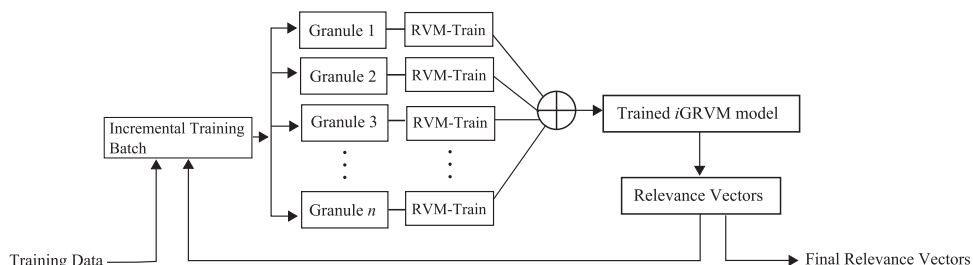 Granule 1
RVM-Train
Granule 2
RVM-Train
Granule 3
RVM-Train
Granule n
RVM-Train
Incremental Training
Batch
Trained iGRVM model
Relevance Vectors
Training Data
Final Relevance Vectors